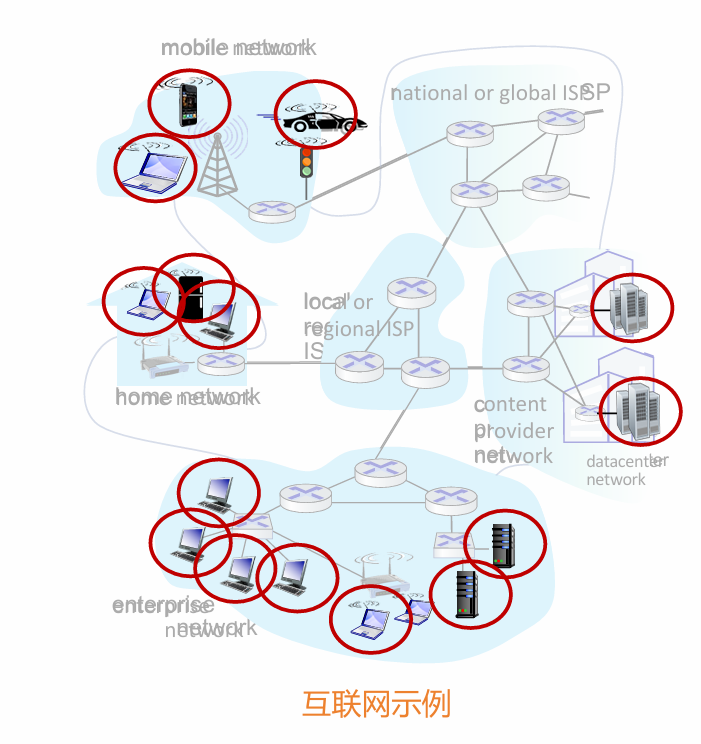 mobile network
national or global ISP
local or
regional ISP
home network
content
provider
network
datacenter
network
enterprise
network
互联网示例